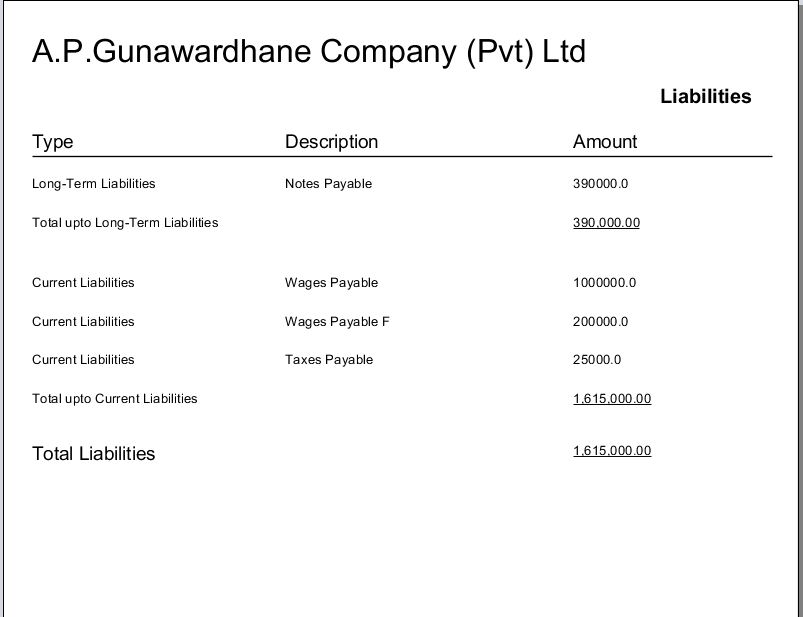 A.P.Gunawardhane Company (Pvt) Ltd
Liabilities
Type Description Amount
Long-Term Liabilities Notes Payable 390000.0
Total upto Long-Term Liabilities 390,000.00
Current Liabilities Wages Payable 1000000.0
Current Liabilities Wages Payable F 200000.0
Current Liabilities Taxes Payable 25000.0
Total upto Current Liabilities 1,615,000.00
Total Liabilities 1,615,000.00